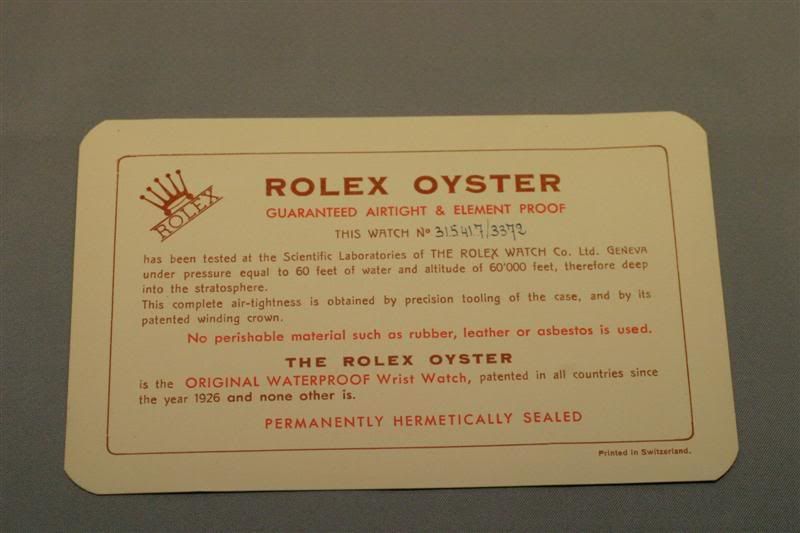 ROLEX
ROLEX OYSTER
GUARANTEED AIRTIGHT & ELEMENT PROOF
THIS WATCH Nº 315417/3372
has been tested at the Scientific Laboratories of THE ROLEX WATCH Co. Ltd. GENEVA
under pressure equal to 60 feet of water and altitude of 60'000 feet, therefore deep
into the stratosphere.
This complete air-tightness is obtained by precision tooling of the case, and by its
patented winding crown.
No perishable material such as rubber, leather or asbestos is used.
THE ROLEX OYSTER
is the ORIGINAL WATERPROOF Wrist Watch, patented in all countries since
the year 1926 and none other is.
PERMANENTLY HERMETICALLY SEALED
Printed in Switzerland.